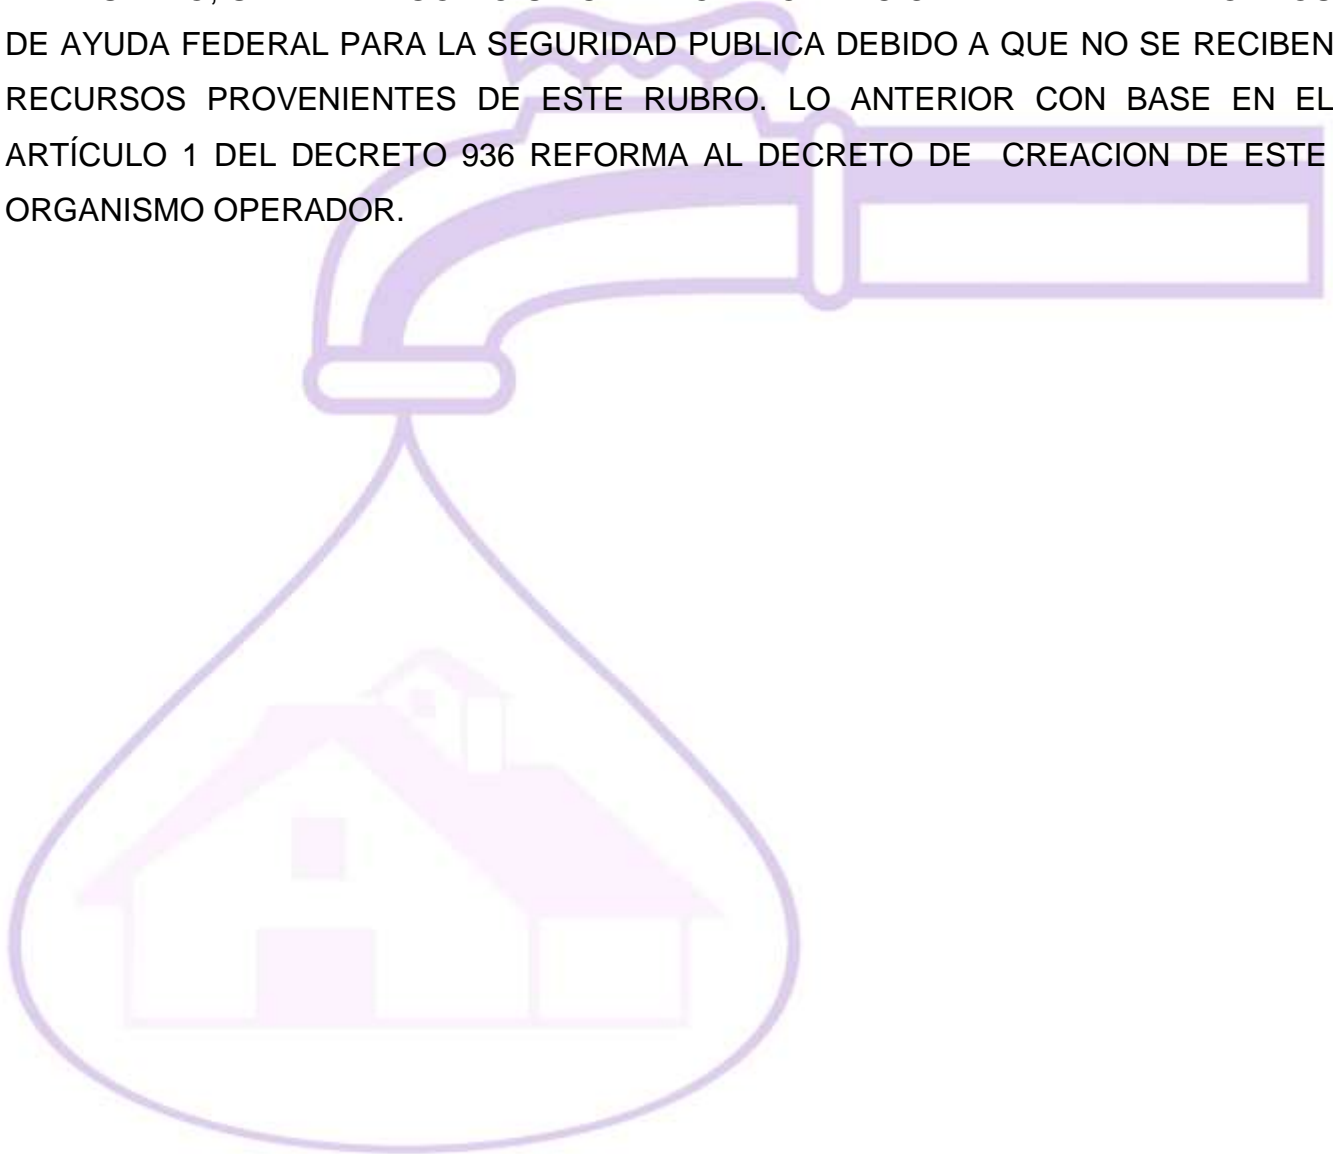 DE AYUDA FEDERAL PARA LA SEGURIDAD PUBLICA DEBIDO A QUE NO SE RECIBEN
RECURSOS PROVENIENTES DE ESTE RUBRO. LO ANTERIOR CON BASE EN EL
ARTÍCULO 1 DEL DECRETO 936 REFORMA AL DECRETO DE CREACION DE ESTE
ORGANISMO OPERADOR.